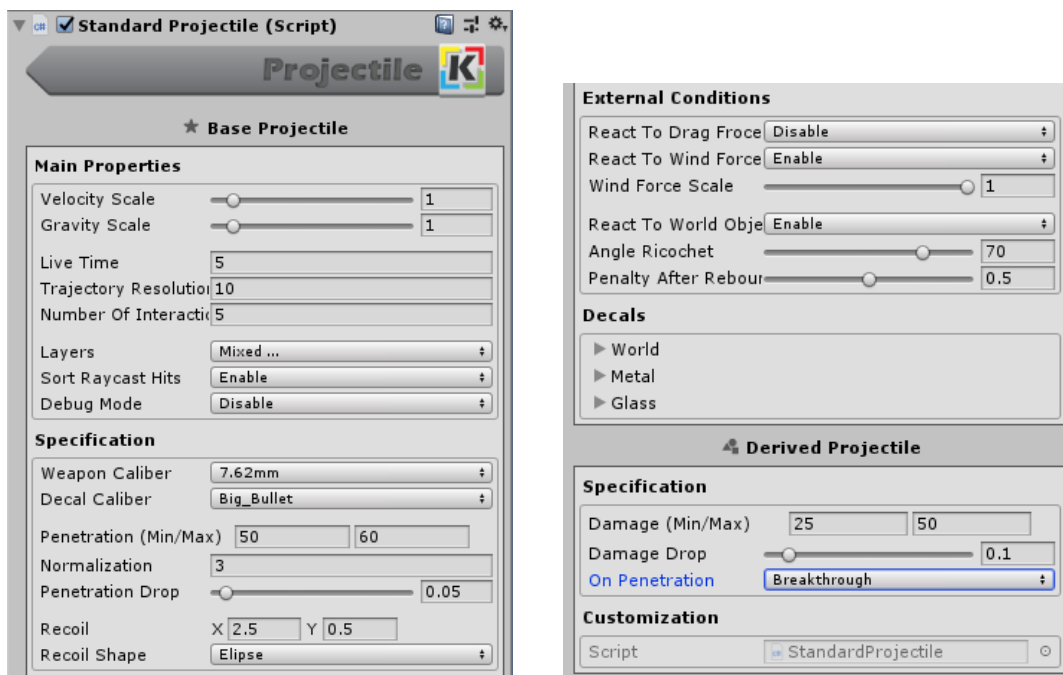 Standard Projectile (Script)
Projectile K
Base Projectile
Main Properties
Velocity Scale 1
Gravity Scale 1
Live Time 5
Trajectory Resolutio 10
Number Of Interactic 5
Layers Mixed ...
Sort Raycast Hits Enable
Debug Mode Disable
Specification
Weapon Caliber 7.62mm
Decal Caliber Big_Bullet
Penetration (Min/Max) 50 60
Normalization 3
Penetration Drop 0.05
Recoil X 2.5 Y 0.5
Recoil Shape Elipse
External Conditions
React To Drag Froce Disable
React To Wind Force Enable
Wind Force Scale 1
React To World Obje Enable
Angle Ricochet 70
Penalty After Rebour 0.5
Decals
World
Metal
Glass
Derived Projectile
Specification
Damage (Min/Max) 25 50
Damage Drop 0.1
On Penetration Breakthrough
Customization
Script StandardProjectile